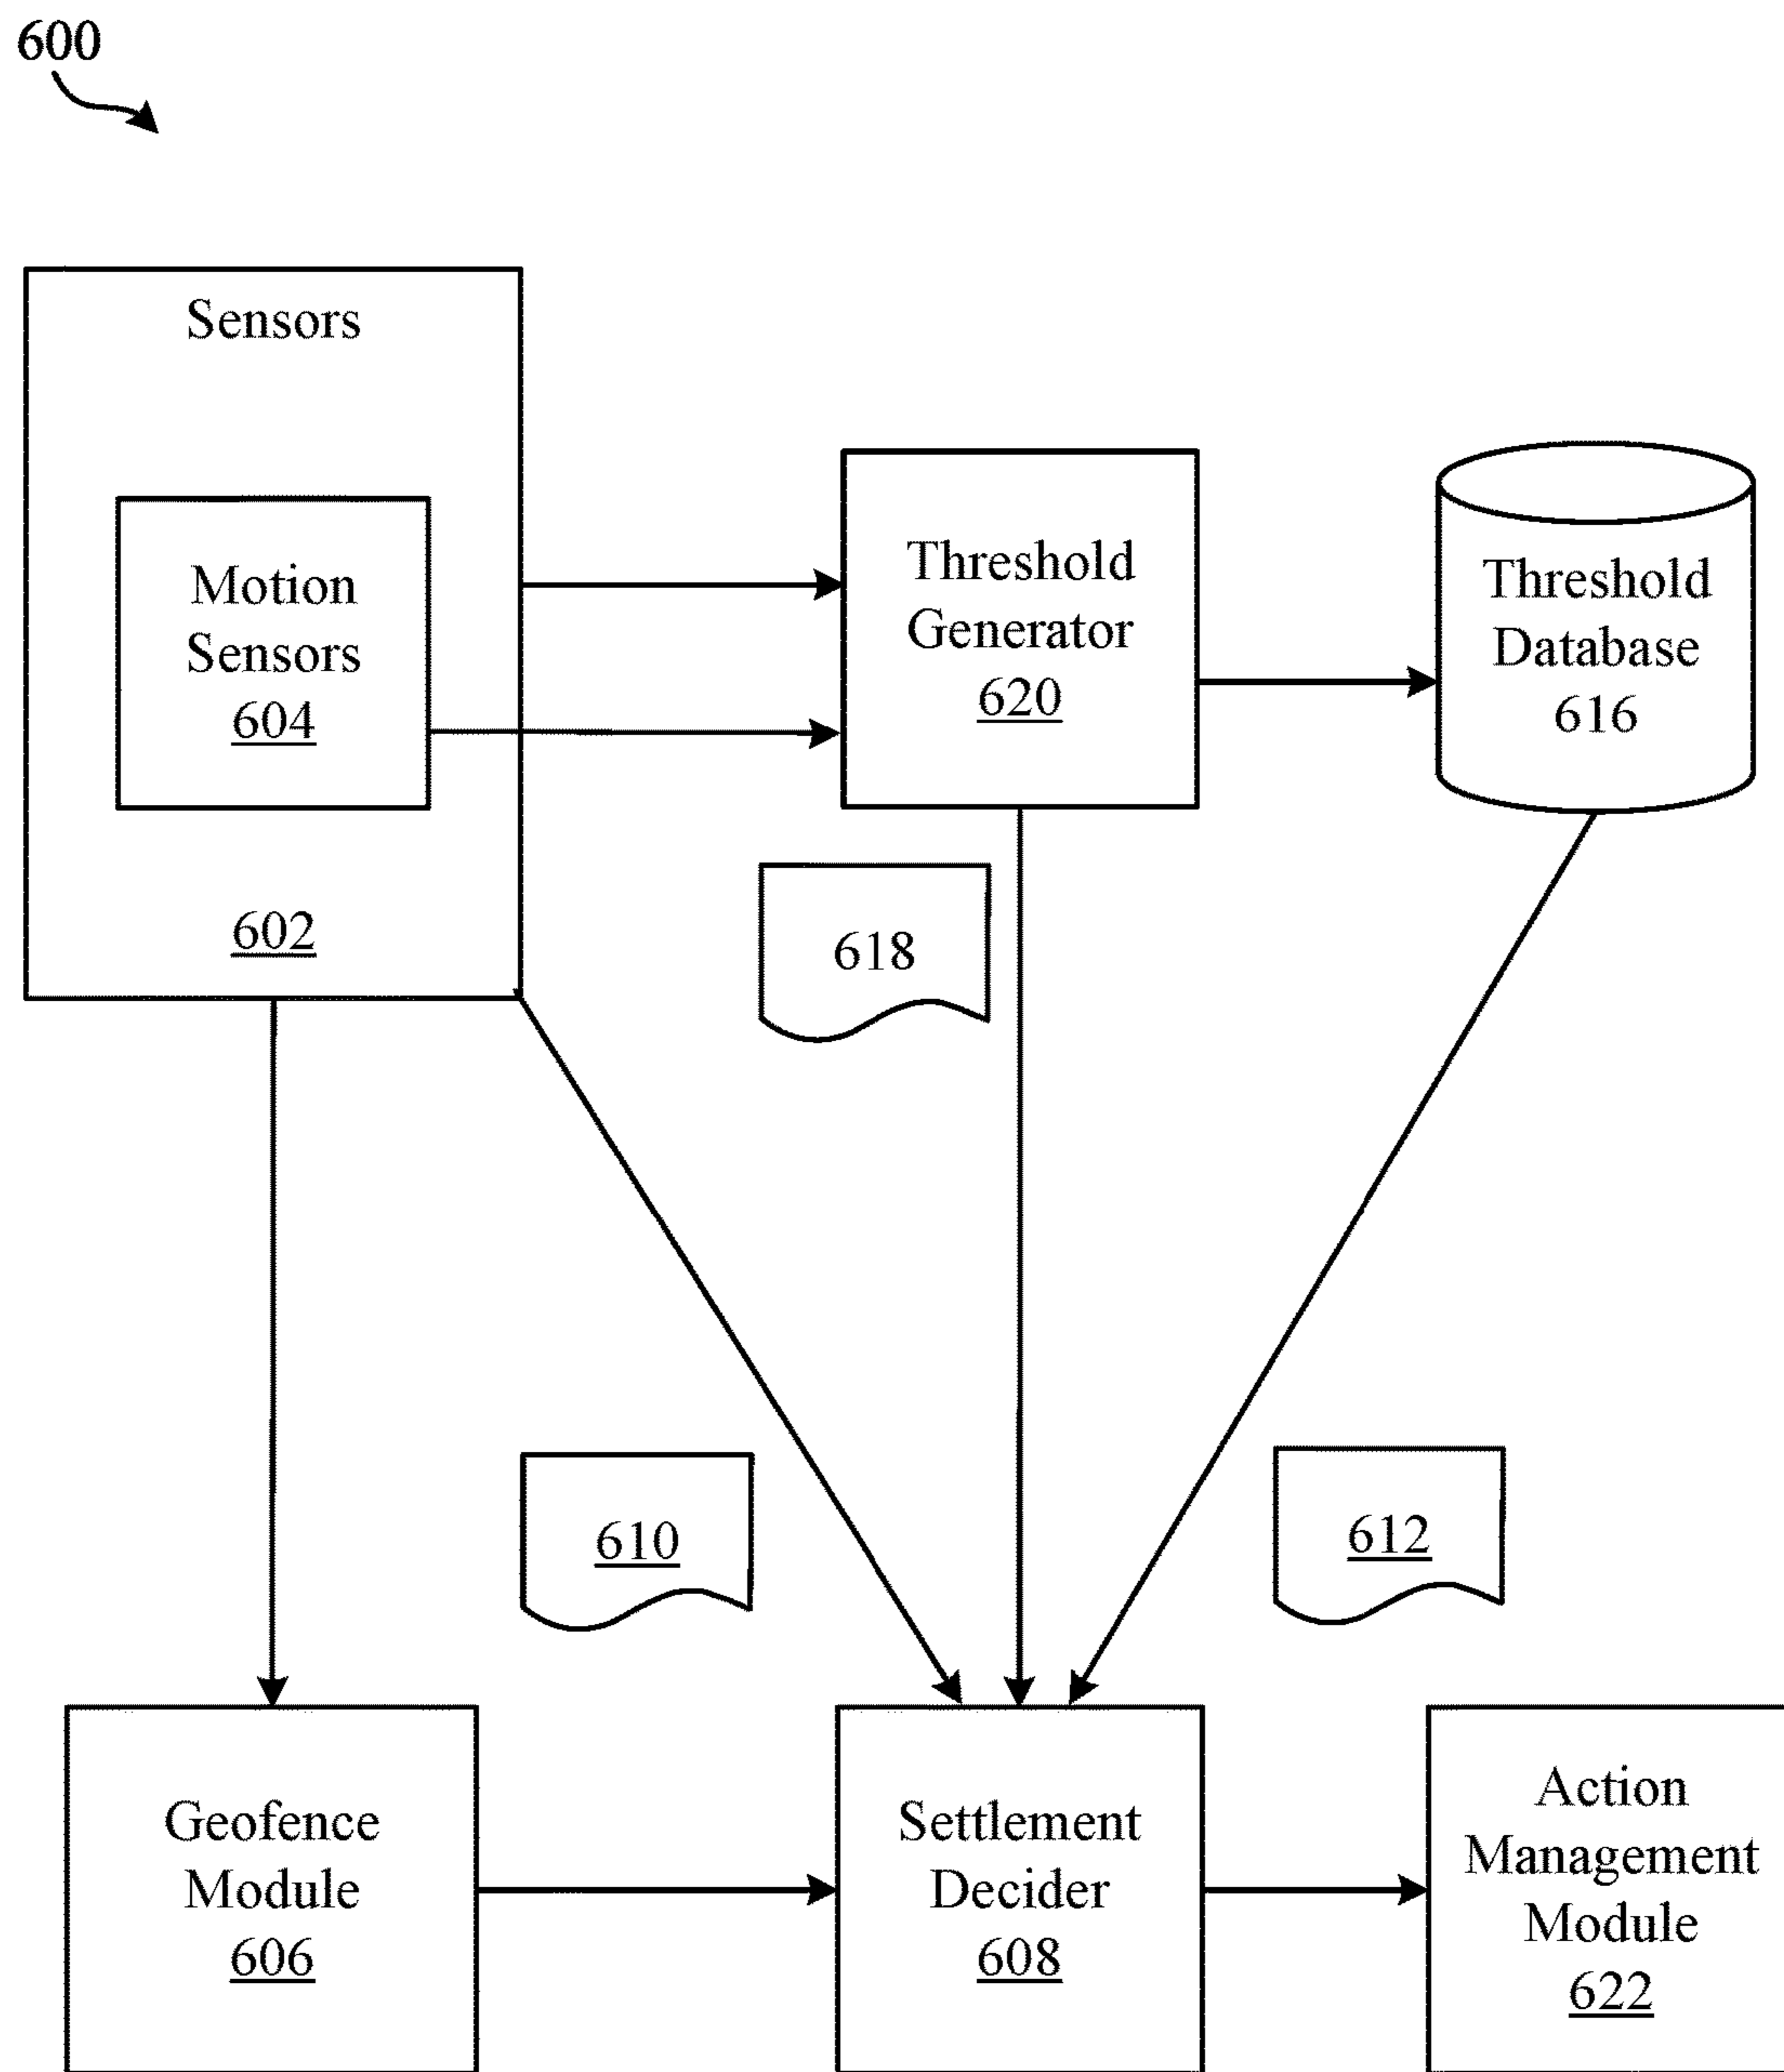 600
Sensors
Motion
Sensors
604
602
Threshold
Generator
620
Threshold
Database
616
618
610
612
Geofence
Module
606
Settlement
Decider
608
Action
Management
Module
622